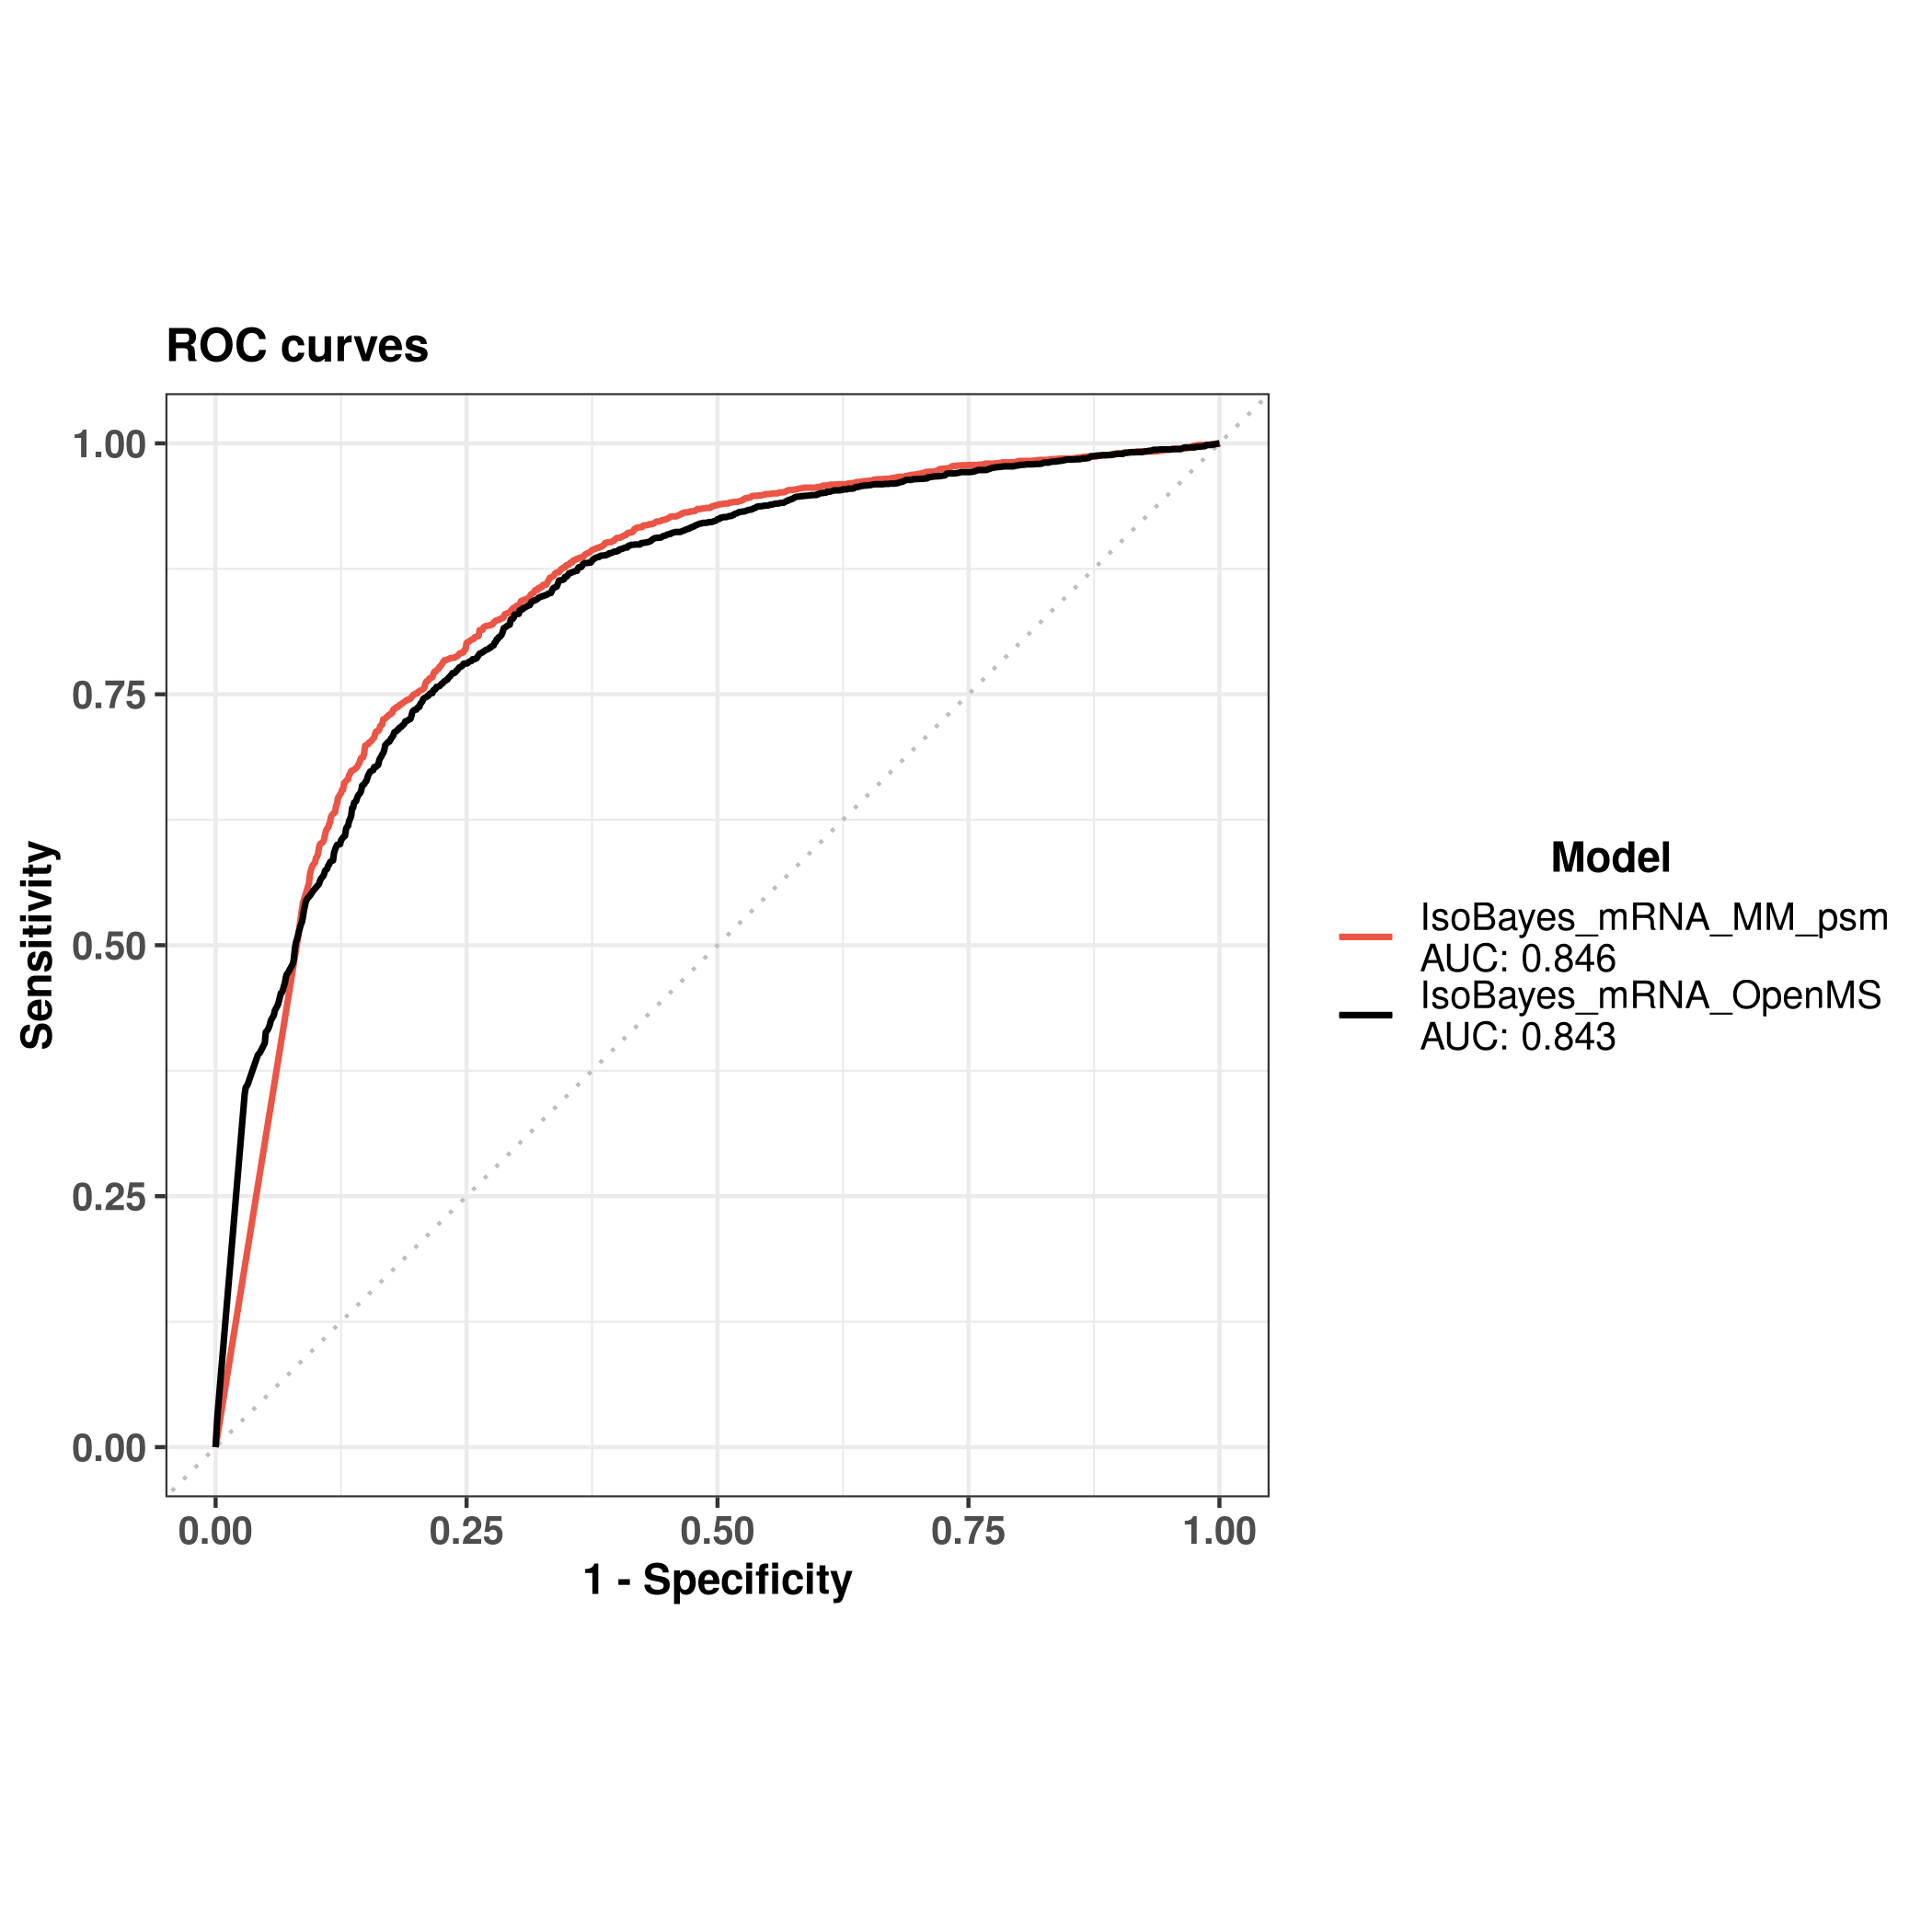 ROC curves
1.00
0.75
0.50
0.25
0.00
Sensitivity
0.00 0.25 0.50 0.75 1.00
1 - Specificity
Model
IsoBayes_mRNA_MM_psm
AUC: 0.846
IsoBayes_mRNA_OpenMS
AUC: 0.843